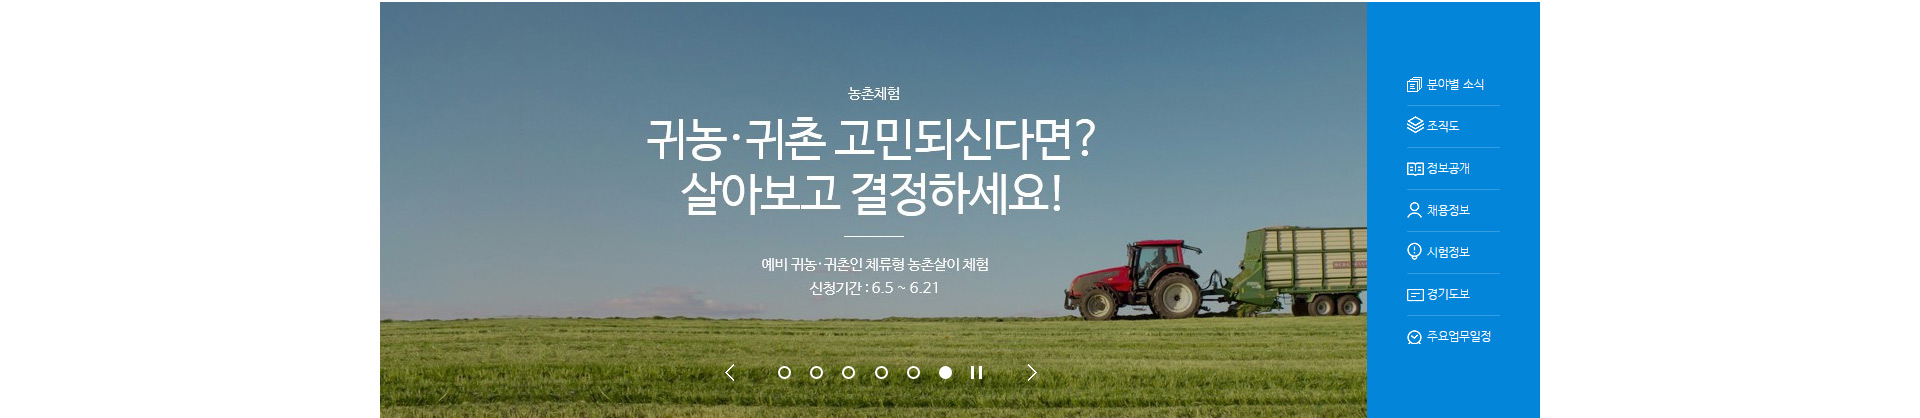 농촌체험
귀농·귀촌 고민되신다면?
살아보고 결정하세요!
예비 귀농·귀촌인 체류형 농촌살이 체험
신청기간 : 6.5 ~ 6.21
분야별 소식
조직도
정보공개
채용정보
시험정보
경기도보
주요업무일정